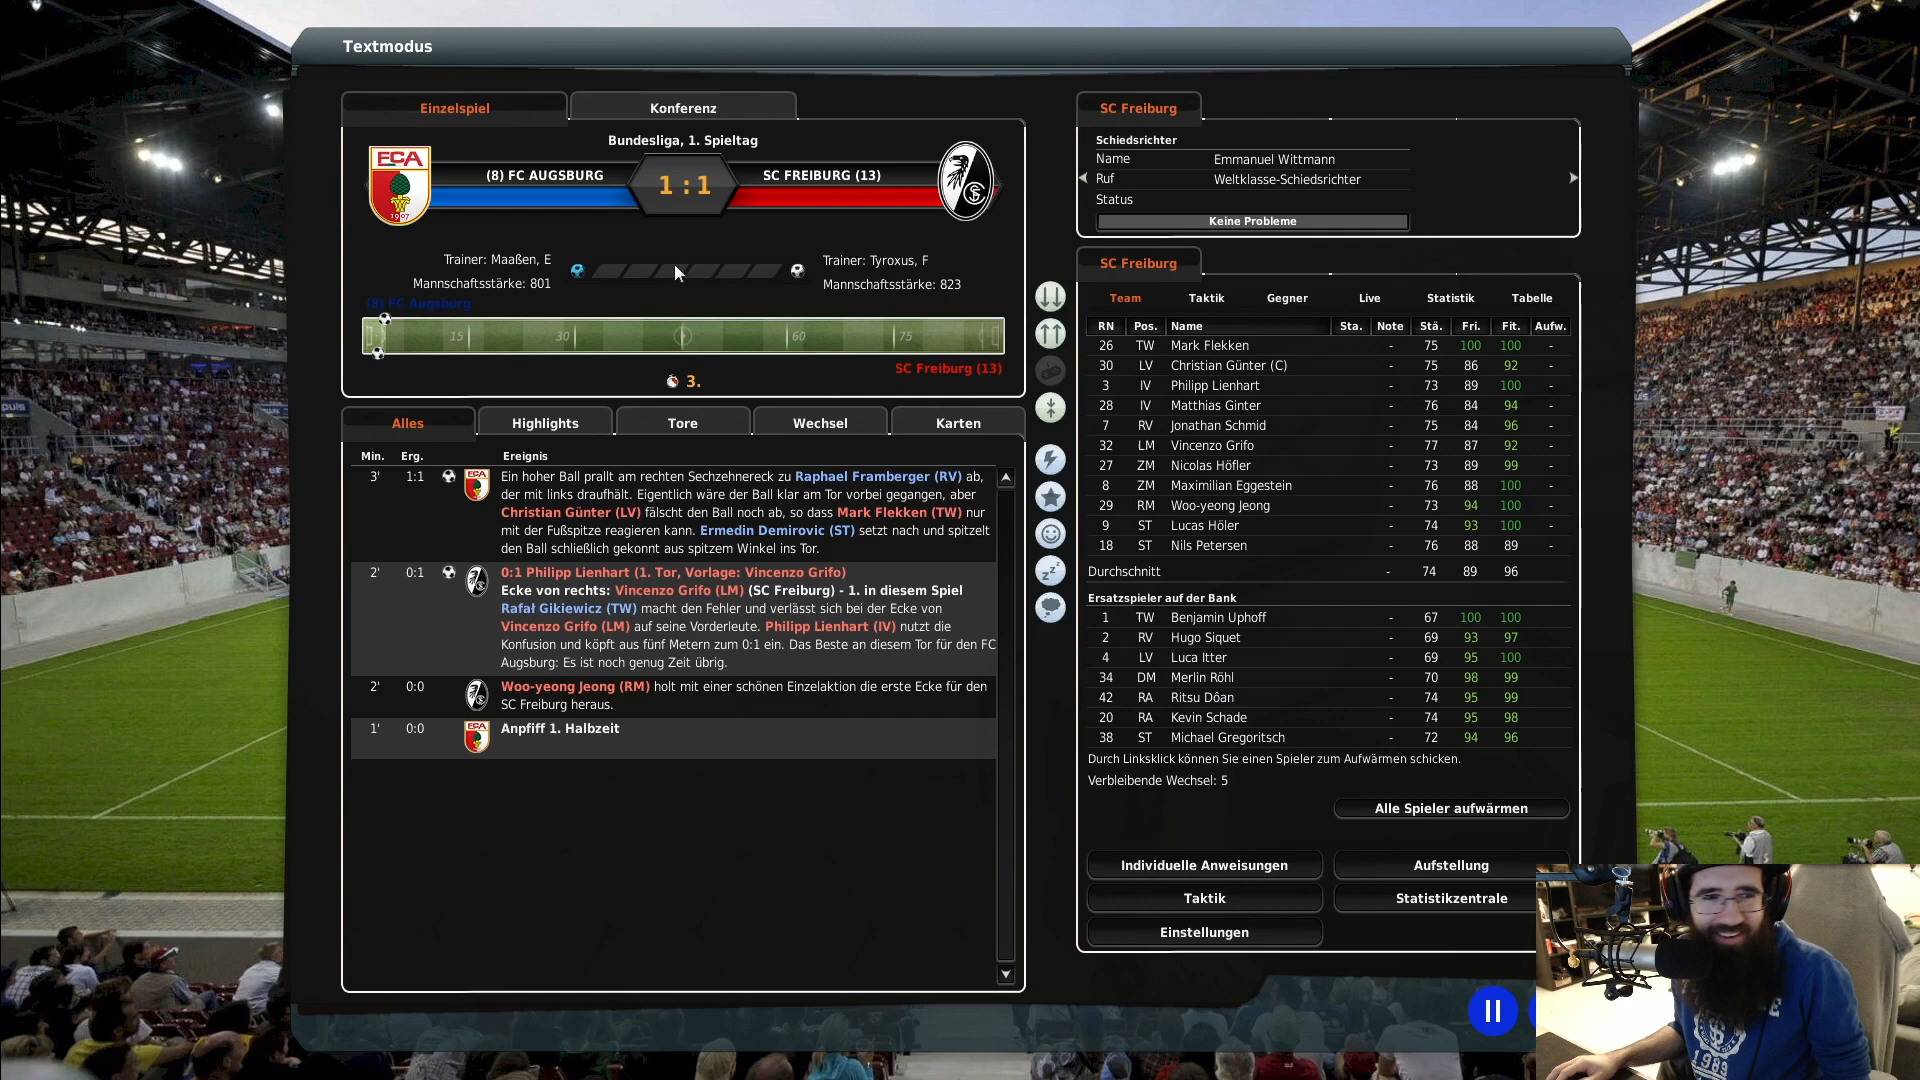 Textmodus
Einzelspiel
Konferenz
Bundesliga, 1. Spieltag
FCA
1907
(8) FC AUGSBURG
1 : 1
SC FREIBURG (13)
Trainer: Maaßen, E
Mannschaftsstärke: 801
Trainer: Tyroxus, F
Mannschaftsstärke: 823
(8) FC Augsburg
15 30 60 75
SC Freiburg (13)
3.
Alles
Highlights
Tore
Wechsel
Karten
Min. Erg. Ereignis
3' 1:1 Ein hoher Ball prallt am rechten Sechzehnereck zu Raphael Framberger (RV) ab,
der mit links draufhält. Eigentlich wäre der Ball klar am Tor vorbei gegangen, aber
Christian Günter (LV) fälscht den Ball noch ab, so dass Mark Flekken (TW) nur
mit der Fußspitze reagieren kann. Ermedin Demirovic (ST) setzt nach und spitzelt
den Ball schließlich gekonnt aus spitzem Winkel ins Tor.
2' 0:1 0:1 Philipp Lienhart (1. Tor, Vorlage: Vincenzo Grifo)
Ecke von rechts: Vincenzo Grifo (LM) (SC Freiburg) - 1. in diesem Spiel
Rafał Gikiewicz (TW) macht den Fehler und verlässt sich bei der Ecke von
Vincenzo Grifo (LM) auf seine Vorderleute. Philipp Lienhart (IV) nutzt die
Konfusion und köpft aus fünf Metern zum 0:1 ein. Das Beste an diesem Tor für den FC
Augsburg: Es ist noch genug Zeit übrig.
2' 0:0 Woo-yeong Jeong (RM) holt mit einer schönen Einzelaktion die erste Ecke für den
SC Freiburg heraus.
1' 0:0 Anpfiff 1. Halbzeit
SC Freiburg
Schiedsrichter
Name Emmanuel Wittmann
Ruf Weltklasse-Schiedsrichter
Status
Keine Probleme
SC Freiburg
Team Taktik Gegner Live Statistik Tabelle
RN Pos. Name Sta. Note Stä. Fri. Fit. Aufw.
26 TW Mark Flekken - 75 100 100 -
30 LV Christian Günter (C) - 75 86 92 -
3 IV Philipp Lienhart - 73 89 100 -
28 IV Matthias Ginter - 76 84 94 -
7 RV Jonathan Schmid - 75 84 96 -
32 LM Vincenzo Grifo - 77 87 92 -
27 ZM Nicolas Höfler - 73 89 99 -
8 ZM Maximilian Eggestein - 76 88 100 -
29 RM Woo-yeong Jeong - 73 94 100 -
9 ST Lucas Höler - 74 93 100 -
18 ST Nils Petersen - 76 88 89 -
Durchschnitt - 74 89 96
Ersatzspieler auf der Bank
1 TW Benjamin Uphoff - 67 100 100
2 RV Hugo Siquet - 69 93 97
4 LV Luca Itter - 69 95 100
34 DM Merlin Röhl - 70 98 99
42 RA Ritsu Dôan - 74 95 99
20 RA Kevin Schade - 74 95 98
38 ST Michael Gregoritsch - 72 94 96
Durch Linksklick können Sie einen Spieler zum Aufwärmen schicken.
Verbleibende Wechsel: 5
Alle Spieler aufwärmen
Individuelle Anweisungen
Aufstellung
Taktik
Statistikzentrale
Einstellungen